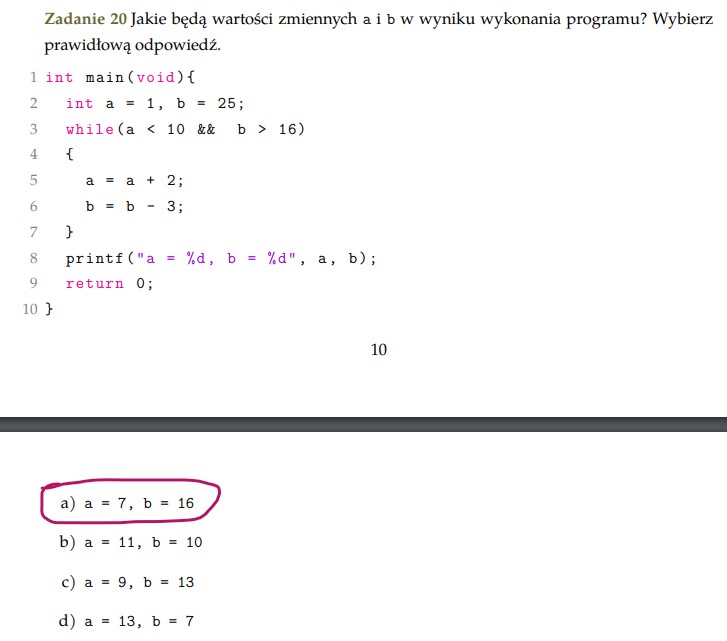 Zadanie 20 Jakie będą wartości zmiennych a i b w wyniku wykonania programu? Wybierz
prawidłową odpowiedź.
1 int main(void){
2 int a = 1, b = 25;
3 while(a < 10 && b > 16)
4 {
5 a = a + 2;
6 b = b - 3;
7 }
8 printf("a = %d, b = %d", a, b);
9 return 0;
10 }
10
a) a = 7, b = 16
b) a = 11, b = 10
c) a = 9, b = 13
d) a = 13, b = 7